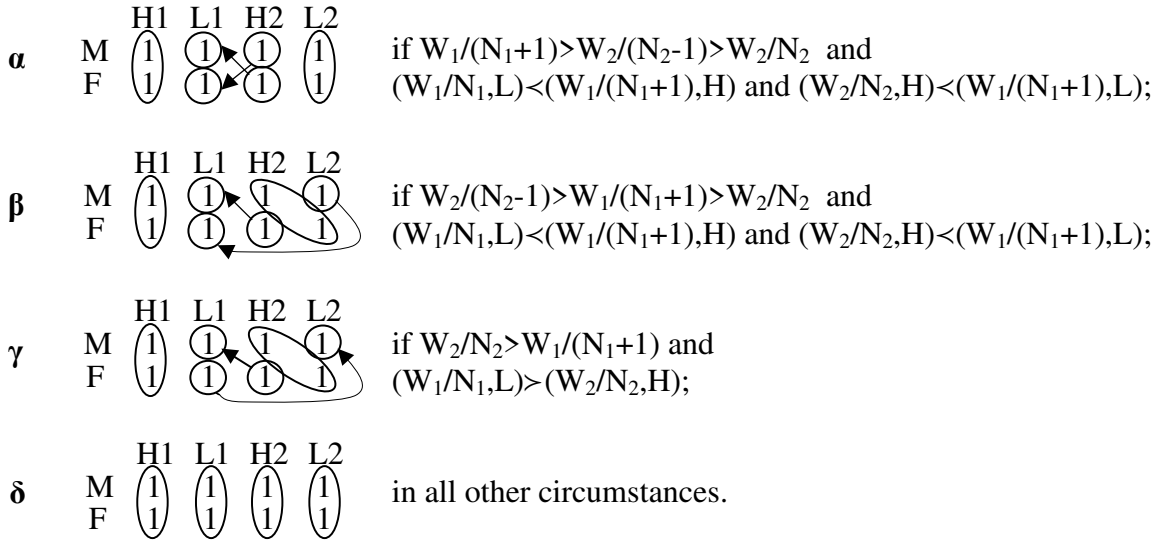 H1 L1 H2 L2
α M 1 1 1 1 if W₁/(N₁+1)>W₂/(N₂-1)>W₂/N₂ and
F 1 1 1 1 (W₁/N₁,L)≺(W₁/(N₁+1),H) and (W₂/N₂,H)≺(W₁/(N₁+1),L);
H1 L1 H2 L2
β M 1 1 1 1 if W₂/(N₂-1)>W₁/(N₁+1)>W₂/N₂ and
F 1 1 1 1 (W₁/N₁,L)≺(W₁/(N₁+1),H) and (W₂/N₂,H)≺(W₁/(N₁+1),L);
H1 L1 H2 L2
γ M 1 1 1 1 if W₂/N₂>W₁/(N₁+1) and
F 1 1 1 1 (W₁/N₁,L)≻(W₂/N₂,H);
H1 L1 H2 L2
δ M 1 1 1 1 in all other circumstances.
F 1 1 1 1